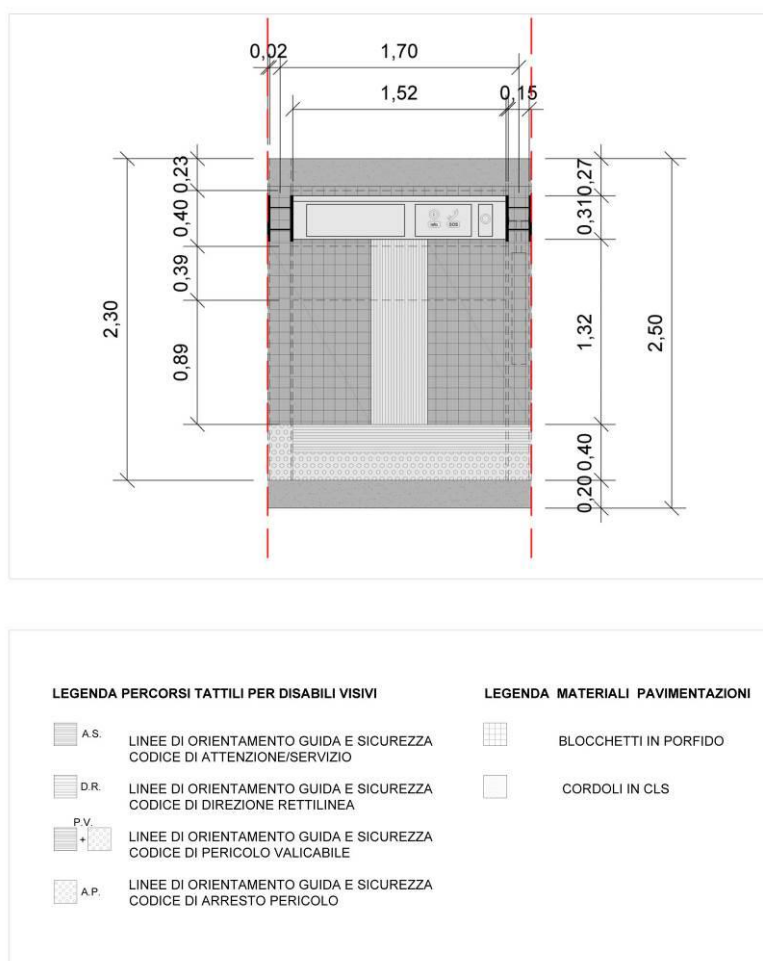 0,02
1,70
1,52
0,15
0,23
0,27
0,40
0,31
0,39
2,30
0,89
1,32
2,50
0,40
0,20
SOS
LEGENDA PERCORSI TATTILI PER DISABILI VISIVI
A.S.
LINEE DI ORIENTAMENTO GUIDA E SICUREZZA
CODICE DI ATTENZIONE/SERVIZIO
D.R.
LINEE DI ORIENTAMENTO GUIDA E SICUREZZA
CODICE DI DIREZIONE RETTILINEA
P.V.
+
LINEE DI ORIENTAMENTO GUIDA E SICUREZZA
CODICE DI PERICOLO VALICABILE
A.P.
LINEE DI ORIENTAMENTO GUIDA E SICUREZZA
CODICE DI ARRESTO PERICOLO
LEGENDA MATERIALI PAVIMENTAZIONI
BLOCCHETTI IN PORFIDO
CORDOLI IN CLS